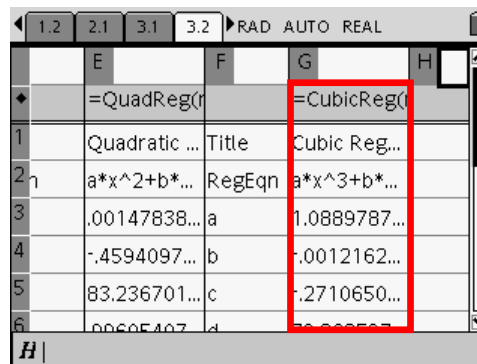 1.2 2.1 3.1 3.2 RAD AUTO REAL
E F G H
=QuadReg(r =CubicReg(r
1 Quadratic ... Title Cubic Reg...
2 a*x^2+b*... RegEqn a*x^3+b*...
3 .00147838... a 1.0889787...
4 -.4594097... b -.0012162...
5 83.236701... c -.2710650...
6 d
H